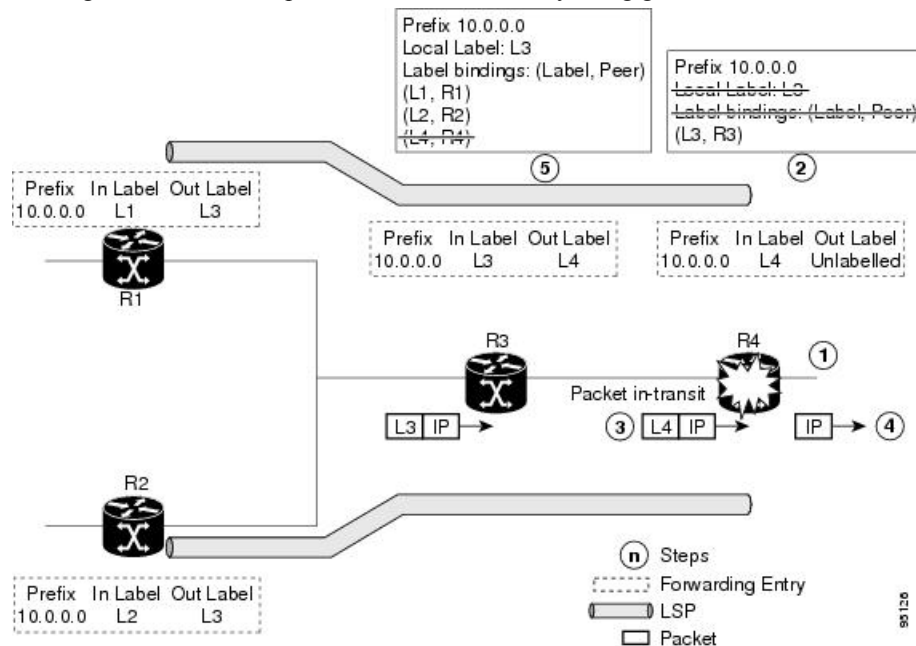 Prefix 10.0.0.0
Local Label: L3
Label bindings: (Label, Peer)
(L1, R1)
(L2, R2)
(L4, R4)
5
Prefix 10.0.0.0
Local Label: L3
Label bindings: (Label, Peer)
(L3, R3)
2
Prefix In Label Out Label
10.0.0.0 L1 L3
R1
Prefix In Label Out Label
10.0.0.0 L3 L4
Prefix In Label Out Label
10.0.0.0 L4 Unlabelled
R3
R4
1
Packet in-transit
L3 IP
3
L4 IP
IP
4
R2
Prefix In Label Out Label
10.0.0.0 L2 L3
n Steps
Forwarding Entry
LSP
Packet
95126